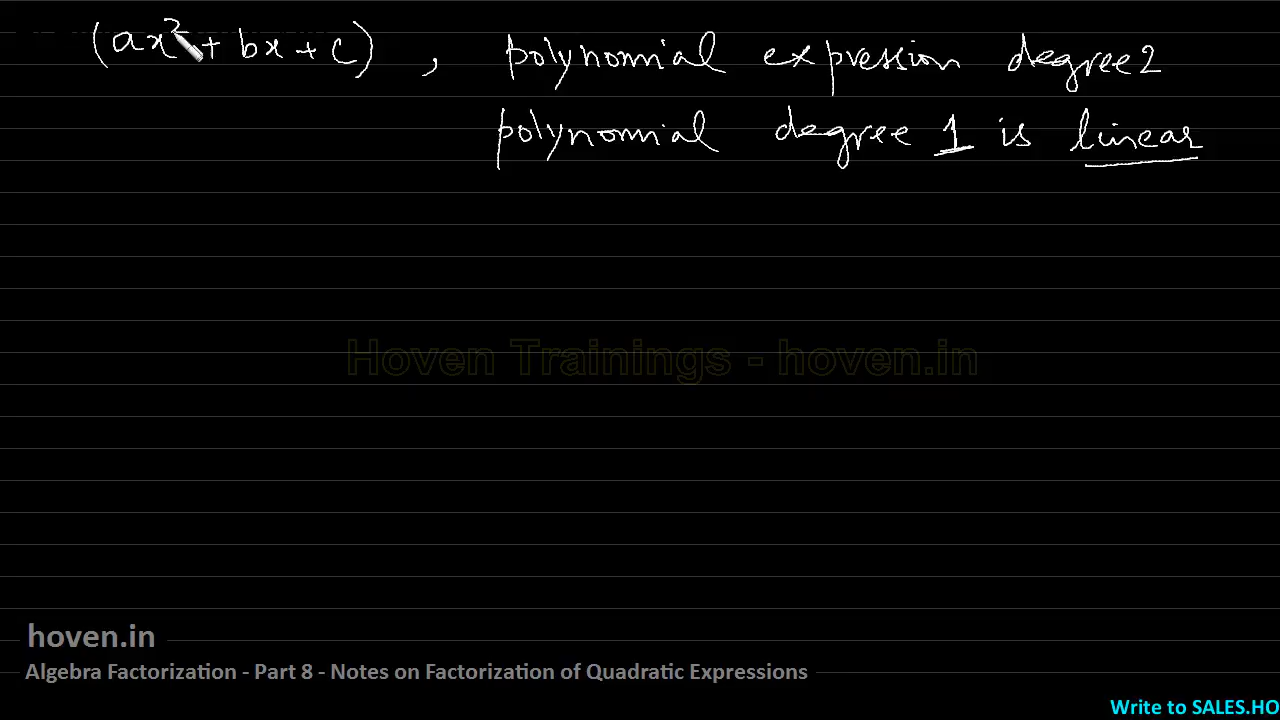 (ax² + bx + c) , polynomial expression degree 2
polynomial degree 1 is linear
Hoven Trainings - hoven.in
hoven.in
Algebra Factorization - Part 8 - Notes on Factorization of Quadratic Expressions
Write to SALES.HO